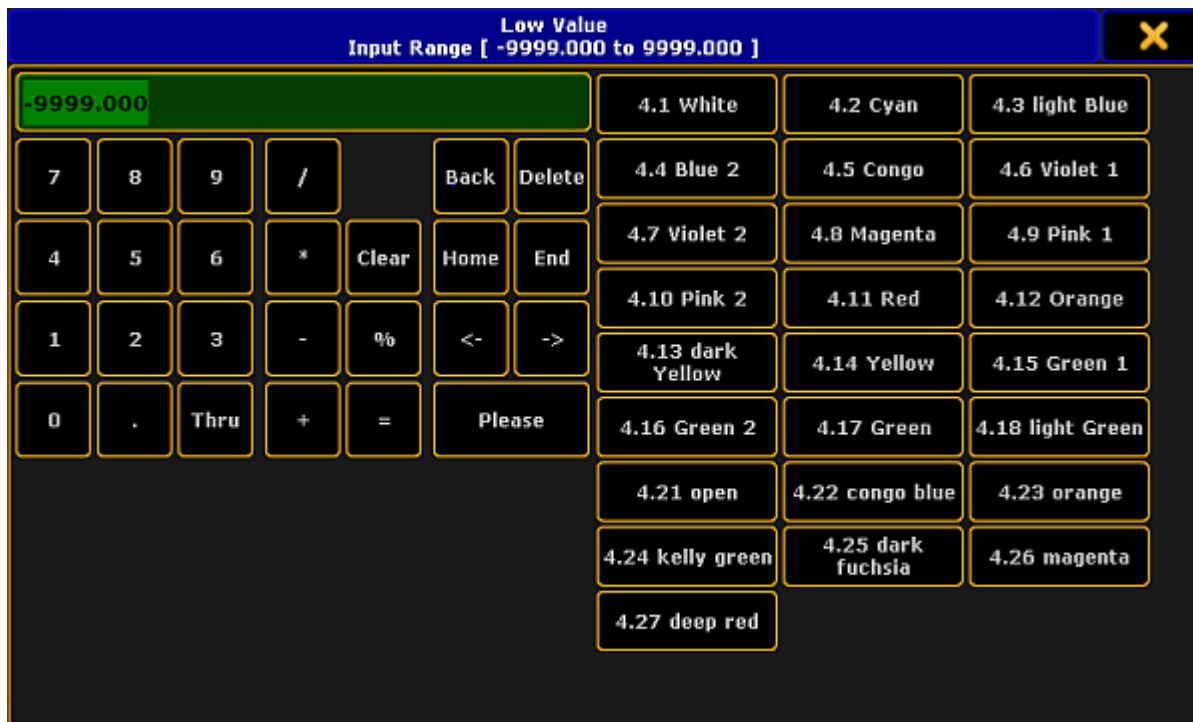 Low Value
Input Range [ -9999.000 to 9999.000 ]
-9999.000
7 8 9 / Back Delete
4 5 6 * Clear Home End
1 2 3 - % <- ->
0 . Thru + = Please
4.1 White 4.2 Cyan 4.3 light Blue
4.4 Blue 2 4.5 Congo 4.6 Violet 1
4.7 Violet 2 4.8 Magenta 4.9 Pink 1
4.10 Pink 2 4.11 Red 4.12 Orange
4.13 dark
Yellow
4.14 Yellow 4.15 Green 1
4.16 Green 2 4.17 Green 4.18 light Green
4.21 open 4.22 congo blue 4.23 orange
4.24 kelly green
4.25 dark
fuchsia
4.26 magenta
4.27 deep red